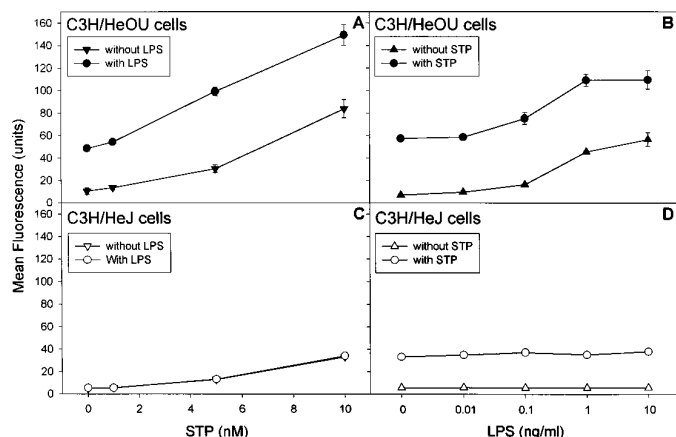 C3H/HeOU cells A
without LPS
with LPS
C3H/HeOU cells B
without STP
with STP
160
140
120
100
80
60
40
20
0
C3H/HeJ cells C
without LPS
With LPS
C3H/HeJ cells D
without STP
with STP
160
140
120
100
80
60
40
20
0
Mean Fluorescence (units)
0 2 4 6 8 10
STP (nM)
0 0.01 0.1 1 10
LPS (ng/ml)